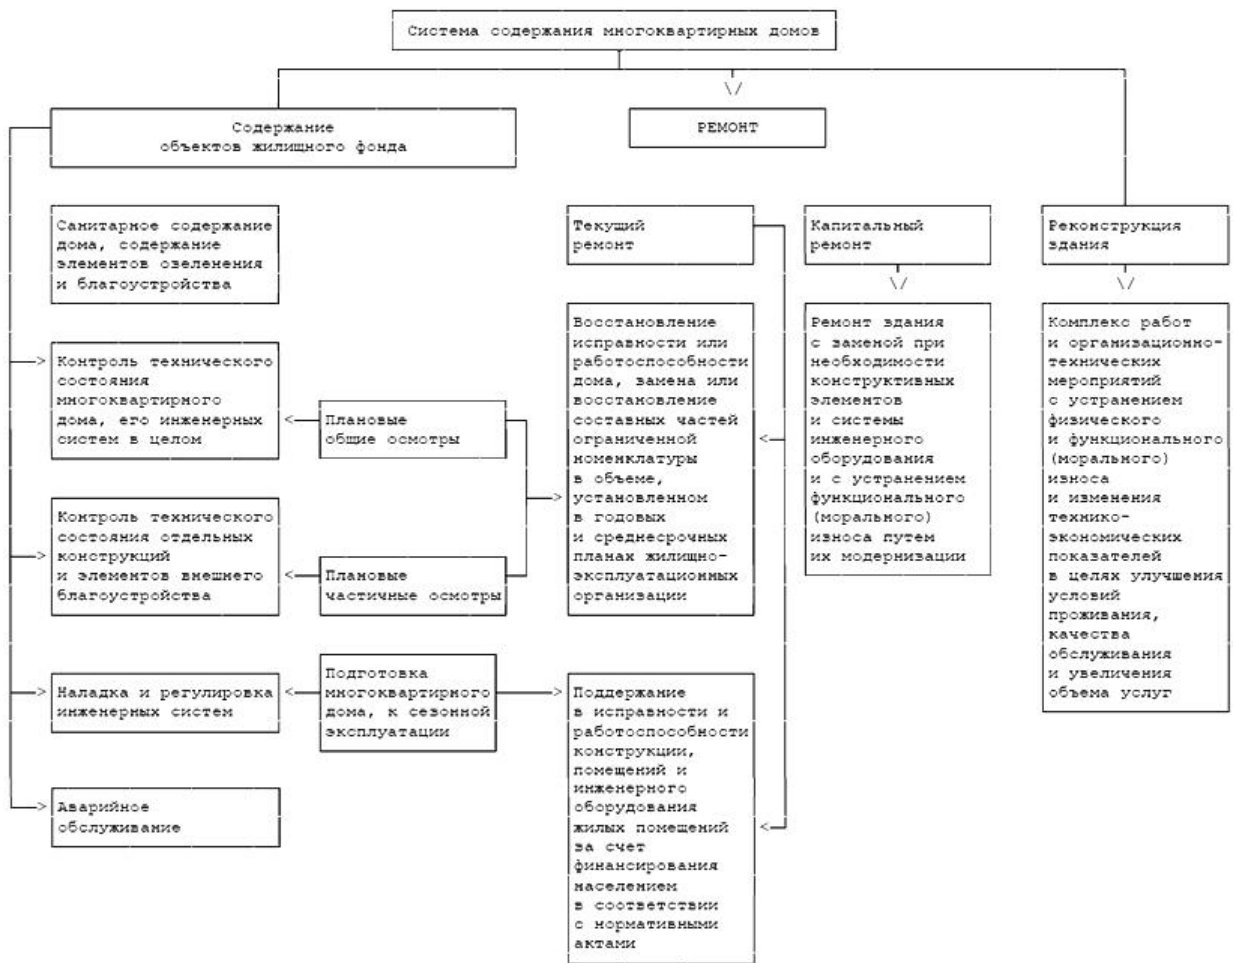 Система содержания многоквартирных домов
\/
Содержание
объектов жилищного фонда
РЕМОНТ
Санитарное содержание
дома, содержание
элементов озеленения
и благоустройства
Текущий
ремонт
Капитальный
ремонт
Реконструкция
здания
\/
\/
> Контроль технического
состояния
многоквартирного
дома, его инженерных
систем в целом
<
Плановые
общие осмотры
Восстановление
исправности или
работоспособности
дома, замена или
восстановление
составных частей
ограниченной
номенклатуры
в объеме,
установленном
в годовых
и среднесрочных
планах жилищно-
эксплуатационных
организации
<
>
Ремонт здания
с заменой при
необходимости
конструктивных
элементов
и системы
инженерного
оборудования
и с устранением
функционального
(морального)
износа путем
их модернизации
Комплекс работ
и организационно-
технических
мероприятий
с устранением
физического
и функционального
(морального)
износа
и изменения
технико-
экономических
показателей
в целях улучшения
условий
проживания,
качества
обслуживания
и увеличения
объема услуг
> Контроль технического
состояния отдельных
конструкций
и элементов внешнего
благоустройства
<
Плановые
частичные осмотры
> Наладка и регулировка
инженерных систем
<
Подготовка
многоквартирного
дома, к сезонной
эксплуатации
>
Поддержание
в исправности и
работоспособности
конструкции,
помещений и
инженерного
оборудования
жилых помещений
за счет
финансирования
населением
в соответствии
с нормативными
актами
<
> Аварийное
обслуживание